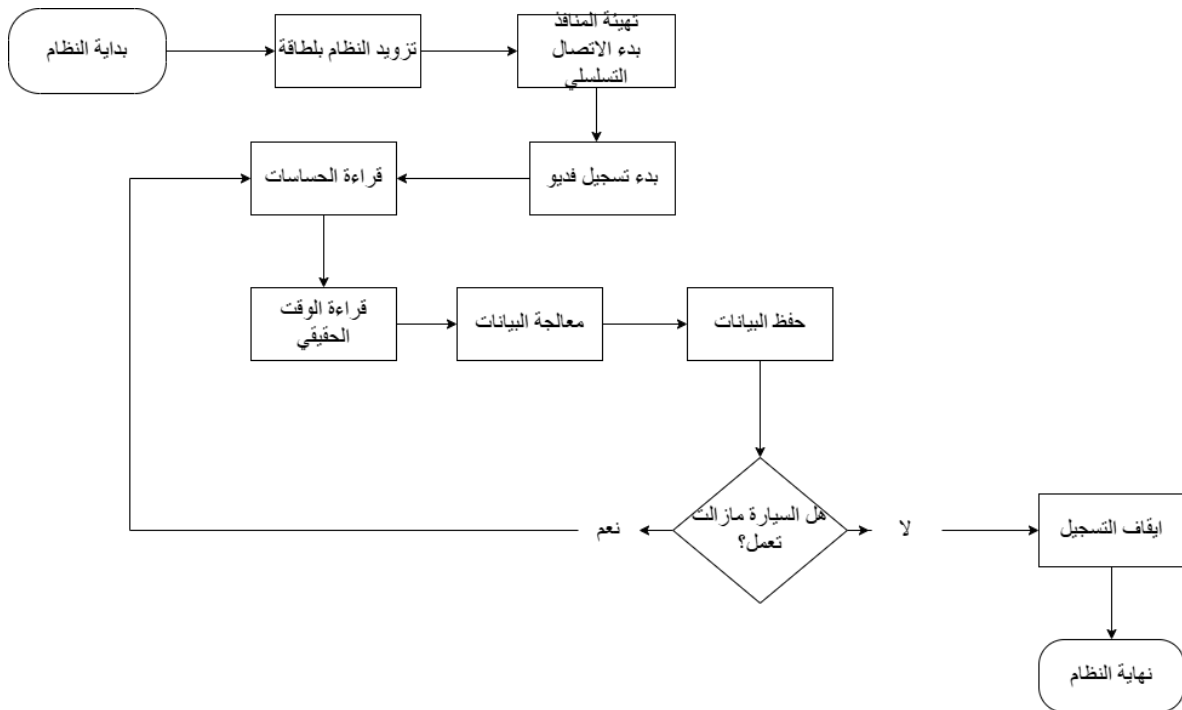 بداية النظام
تزويد النظام بلطاقة
تهيئة المنافذ
بدء الاتصال
التسلسلي
بدء تسجيل فديو
قراءة الحساسات
قراءة الوقت
الحقيقي
معالجة البيانات
حفظ البيانات
هل السيارة مازالت
تعمل؟
نعم
لا
ايقاف التسجيل
نهاية النظام